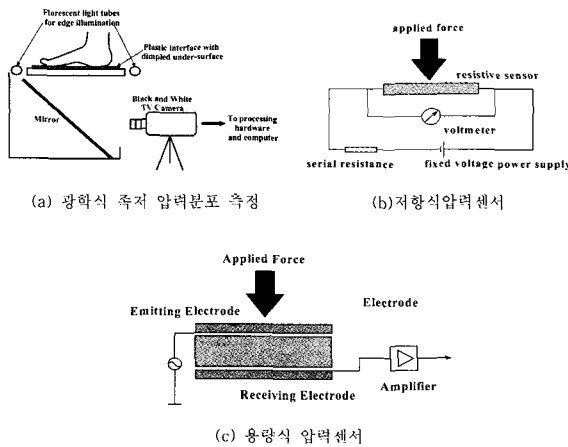 Florescent light tubes
for edge illumination
Plastic interface with
dimpled under-surface
Mirror
Black and White
TV Camera
To processing
hardware
and computer
(a) 광학식 족저 압력분포 측정
applied force
resistive sensor
voltmeter
serial resistance
fixed voltage power supply
(b)저항식압력센서
Applied Force
Emitting Electrode
Electrode
Receiving Electrode
Amplifier
(c) 용량식 압력센서